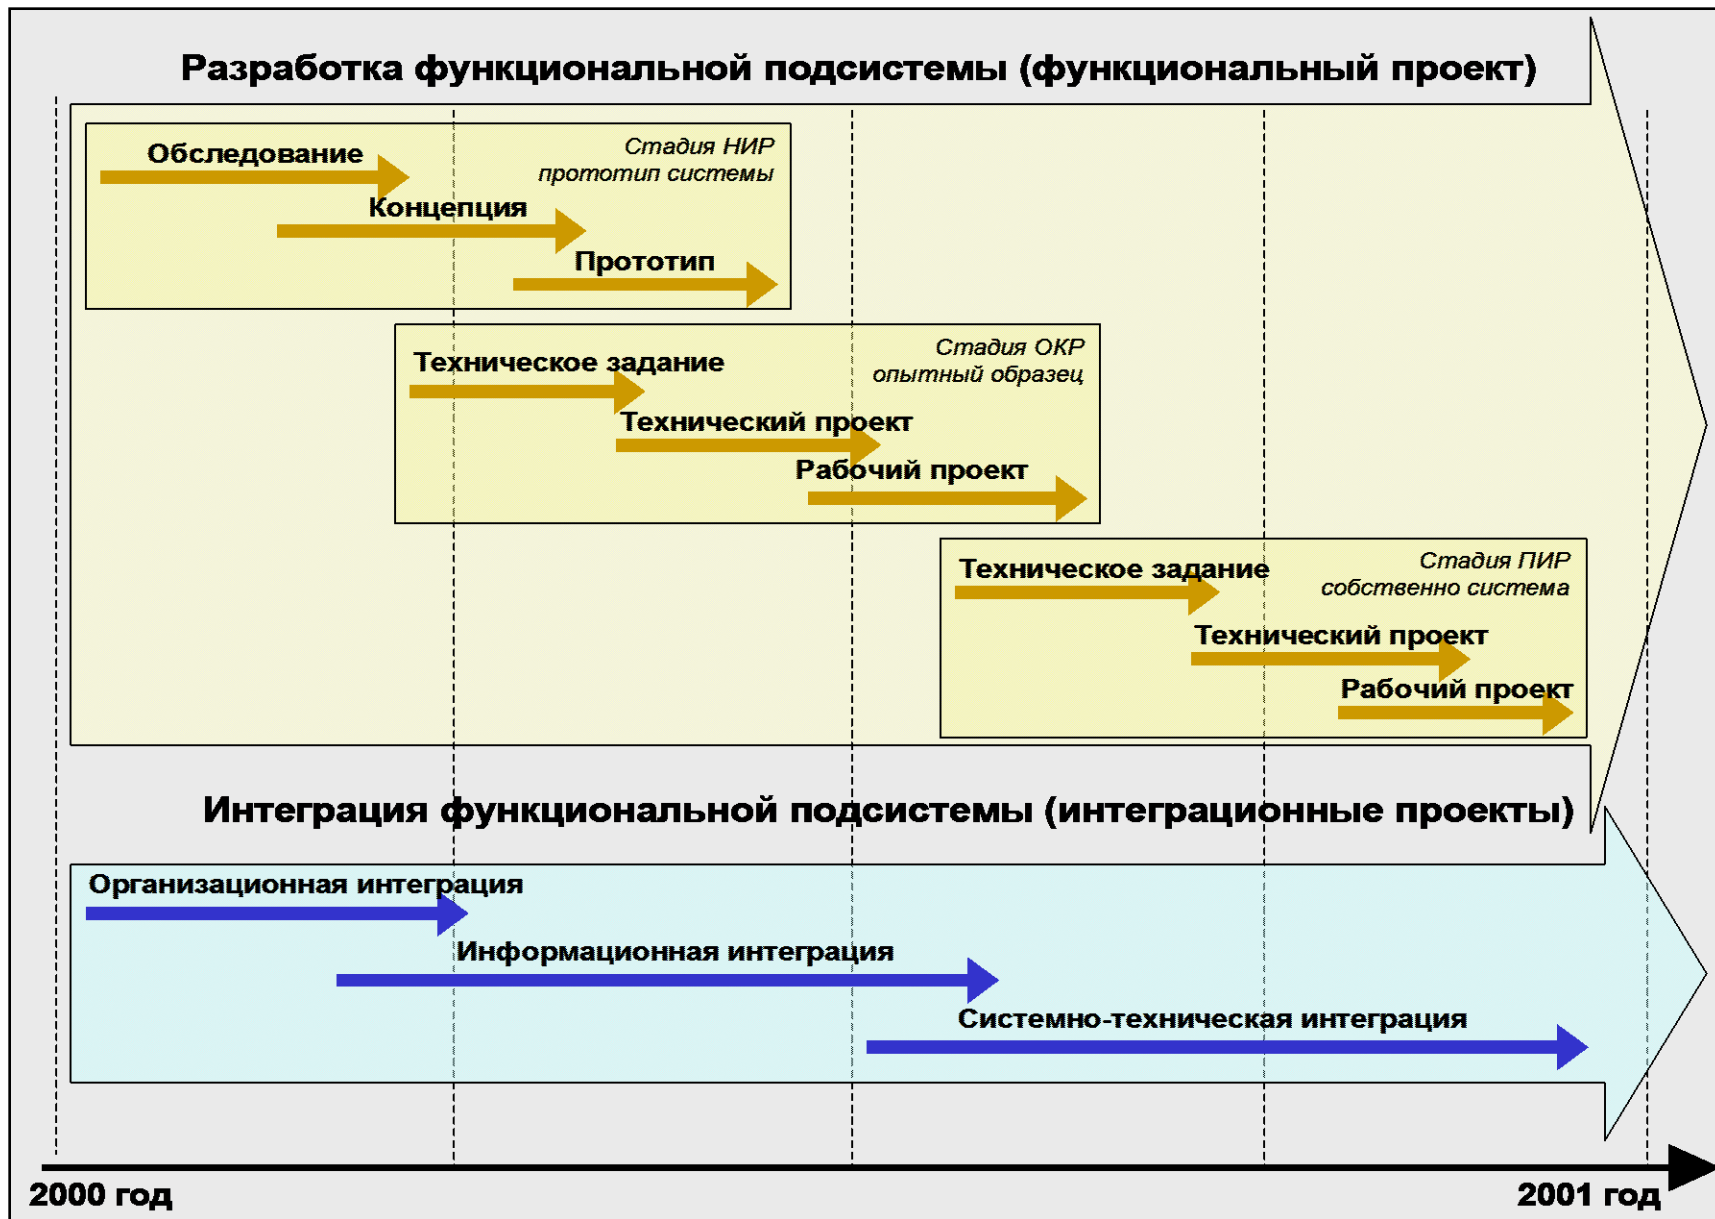 Разработка функциональной подсистемы (функциональный проект)
Стадия НИР
прототип системы
Обследование
Концепция
Прототип
Стадия ОКР
опытный образец
Техническое задание
Технический проект
Рабочий проект
Стадия ПИР
собственно система
Техническое задание
Технический проект
Рабочий проект
Интеграция функциональной подсистемы (интеграционные проекты)
Организационная интеграция
Информационная интеграция
Системно-техническая интеграция
2000 год
2001 год